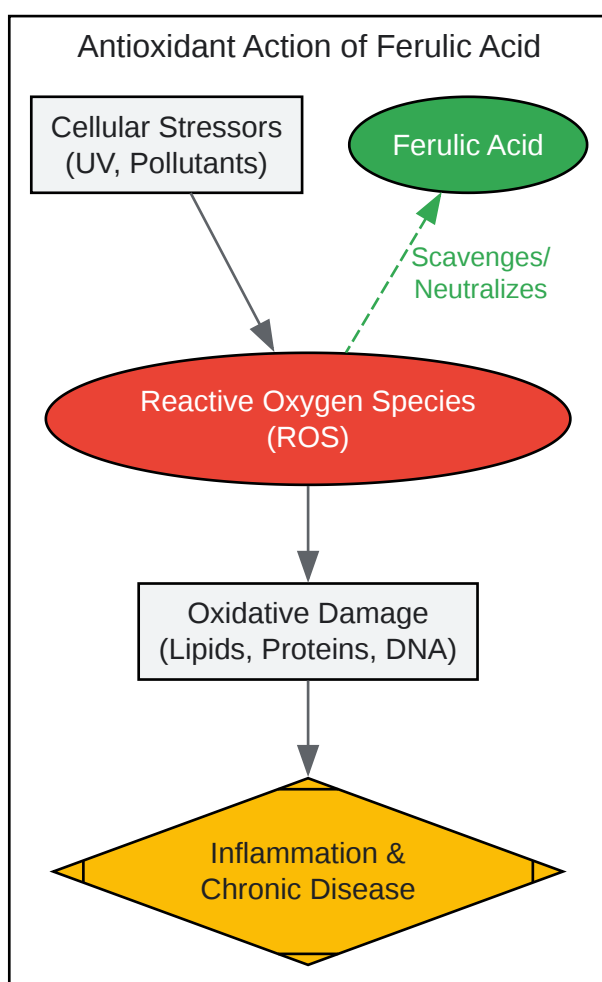 Antioxidant Action of Ferulic Acid
Cellular Stressors
(UV, Pollutants)
Ferulic Acid
Scavenges/
Neutralizes
Reactive Oxygen Species
(ROS)
Oxidative Damage
(Lipids, Proteins, DNA)
Inflammation &
Chronic Disease